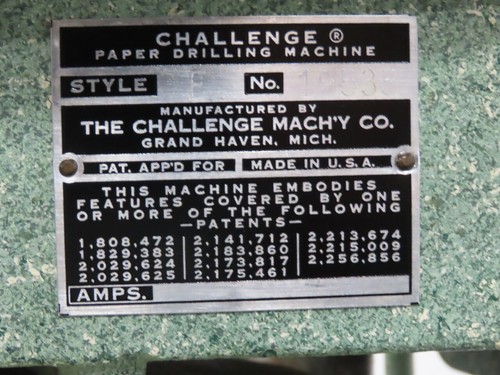 CHALLENGE ®
PAPER DRILLING MACHINE
STYLE No.
MANUFACTURED BY
THE CHALLENGE MACH'Y CO.
GRAND HAVEN, MICH.
PAT. APP'D FOR MADE IN U.S.A.
THIS MACHINE EMBODIES
FEATURES COVERED BY ONE
OR MORE OF THE FOLLOWING
—PATENTS—
1,808,472 2,141,712 2,213,674
1,829,383 2,183,860 2,215,009
2,029,624 2,173,817 2,256,856
2,029,625 2,175,461
AMPS.